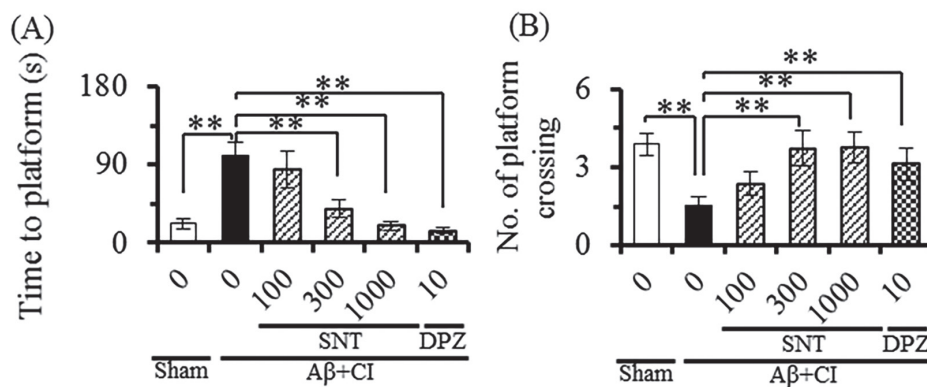 (A)
Time to platform (s)
180
90
0
**
**
**
**
0
0
100
300
1000
10
SNT
DPZ
Sham
Aβ+CI
(B)
No. of platform
crossing
6
3
0
**
**
**
**
0
0
100
300
1000
10
SNT
DPZ
Sham
Aβ+CI